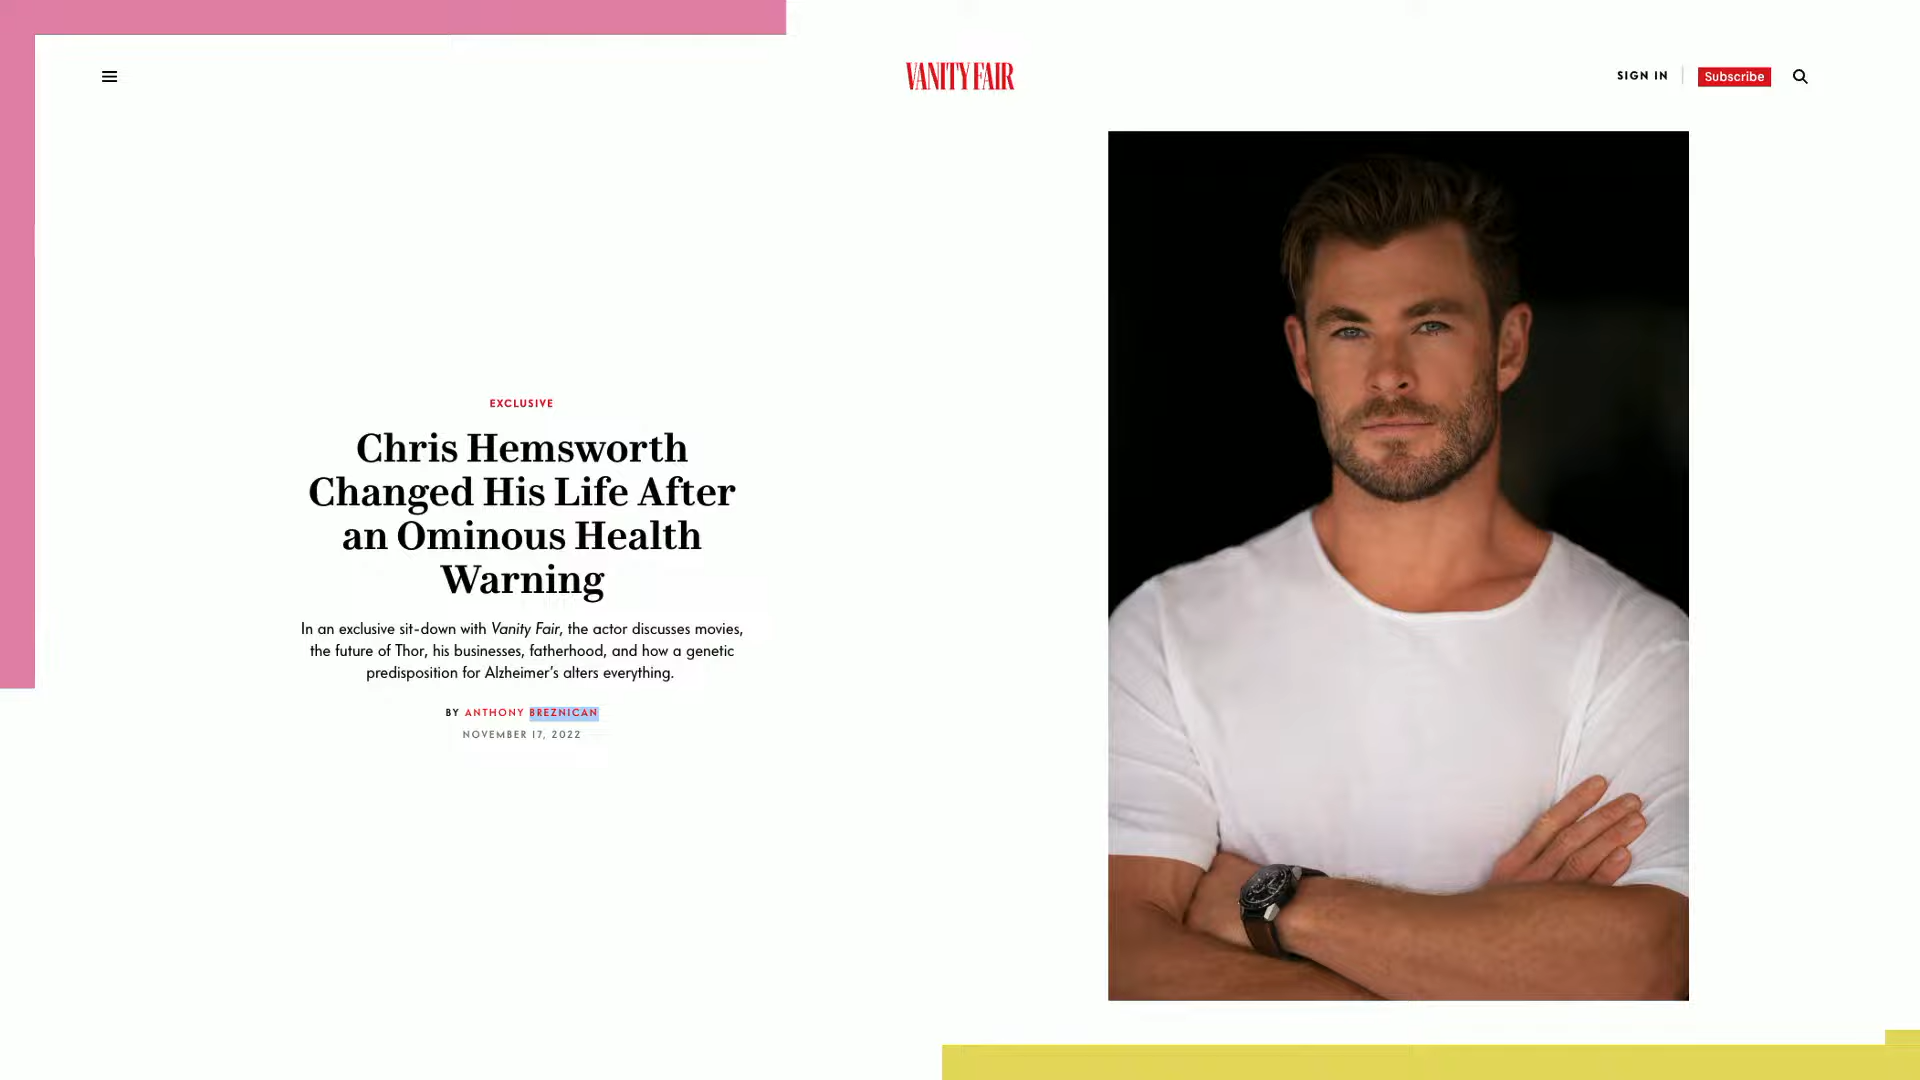 VANITY FAIR
SIGN IN
Subscribe
EXCLUSIVE
Chris Hemsworth
Changed His Life After
an Ominous Health
Warning
In an exclusive sit-down with Vanity Fair, the actor discusses movies,
the future of Thor, his businesses, fatherhood, and how a genetic
predisposition for Alzheimer’s alters everything.
BY ANTHONY BREZNICAN
NOVEMBER 17, 2022